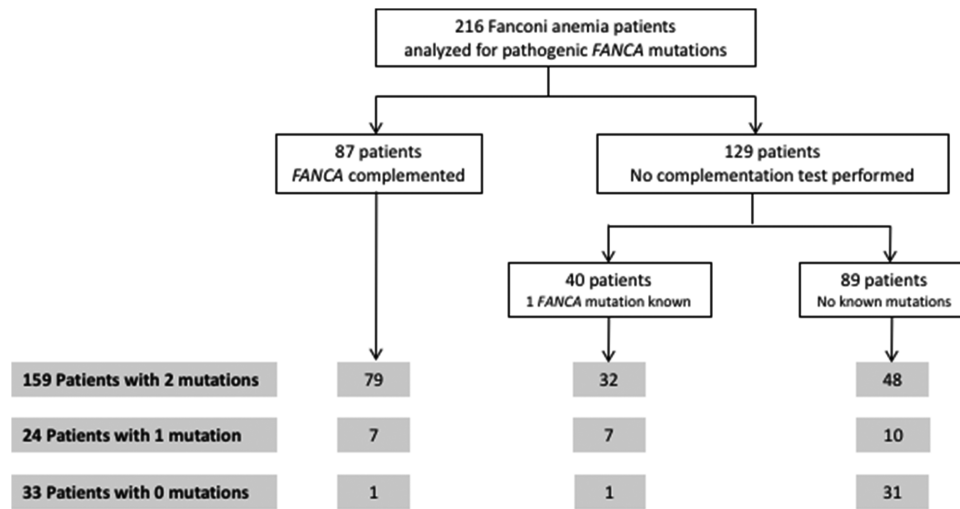 216 Fanconi anemia patients
analyzed for pathogenic FANCA mutations
87 patients
FANCA complemented
129 patients
No complementation test performed
40 patients
1 FANCA mutation known
89 patients
No known mutations
159 Patients with 2 mutations
79
32
48
24 Patients with 1 mutation
7
7
10
33 Patients with 0 mutations
1
1
31